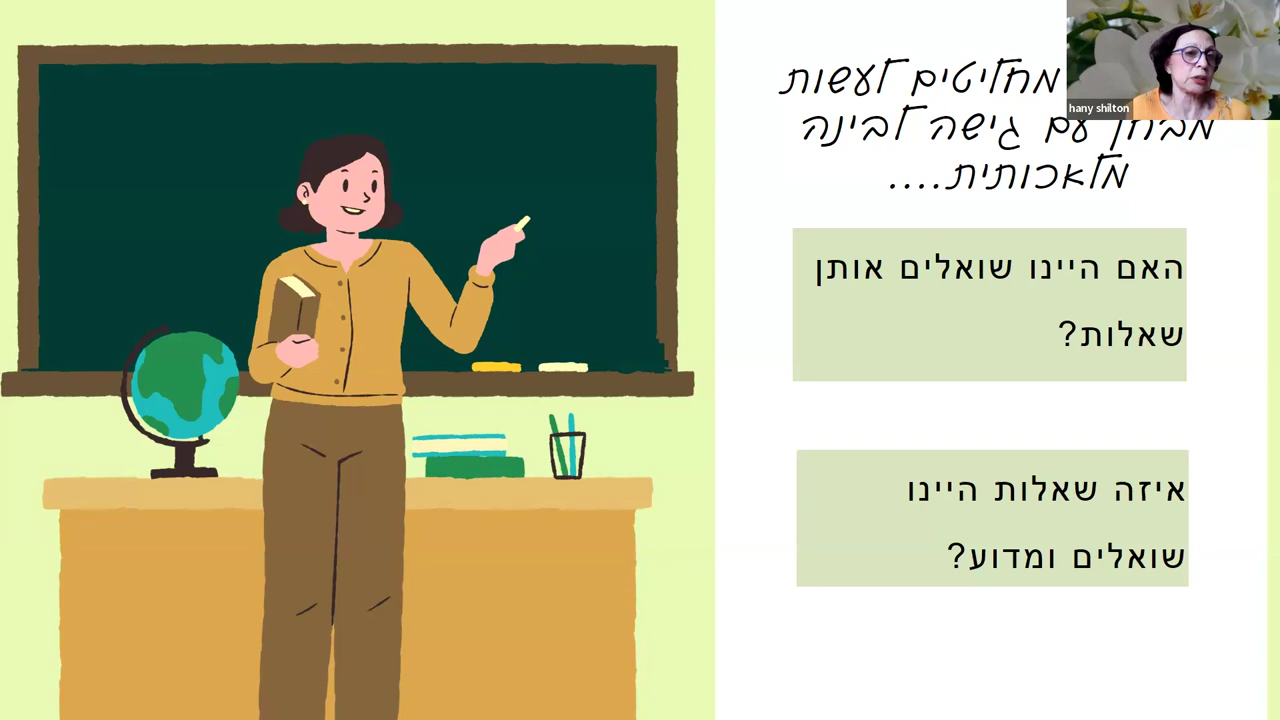 מחליטים לעשות
מבחן עם גישה לבינה
מלאכותית....
האם היינו שואלים אותן
שאלות?
איזה שאלות היינו
שואלים ומדוע?
hany shilton